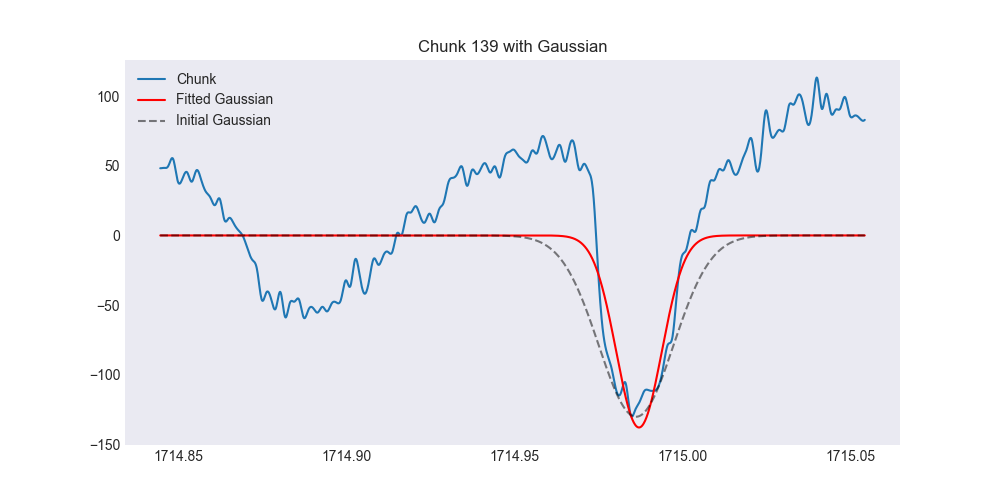 Chunk 139 with Gaussian
Chunk
Fitted Gaussian
Initial Gaussian
100
50
0
−50
−100
−150
1714.85 1714.90 1714.95 1715.00 1715.05